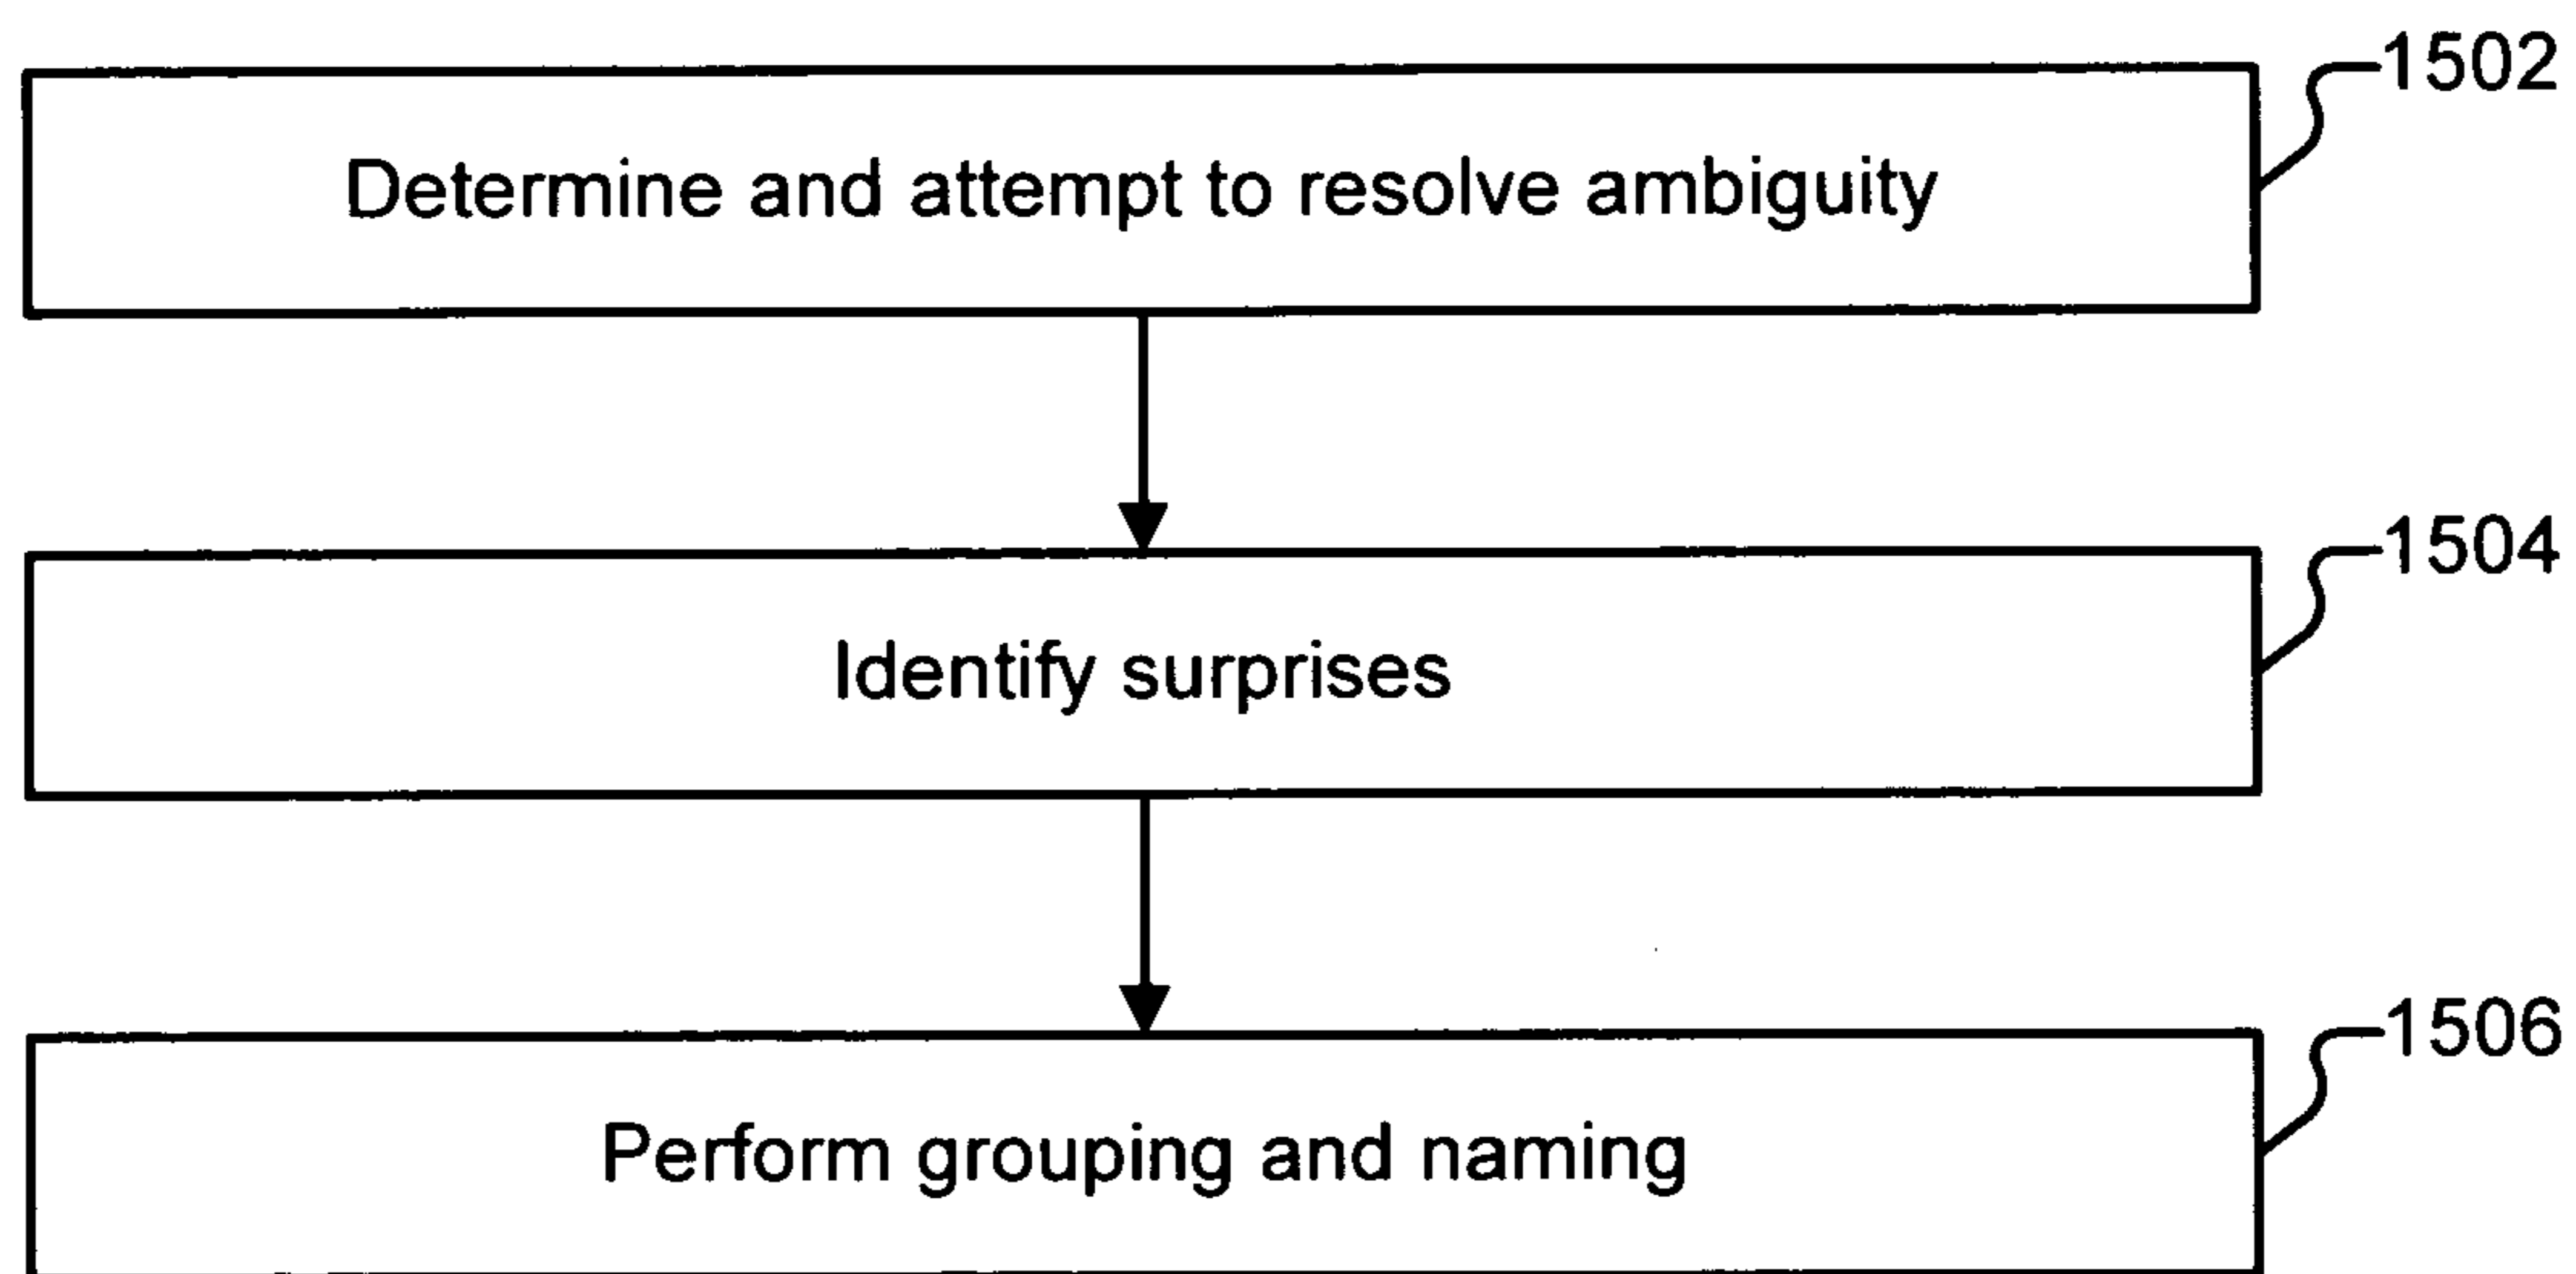 1502
Determine and attempt to resolve ambiguity
1504
Identify surprises
1506
Perform grouping and naming